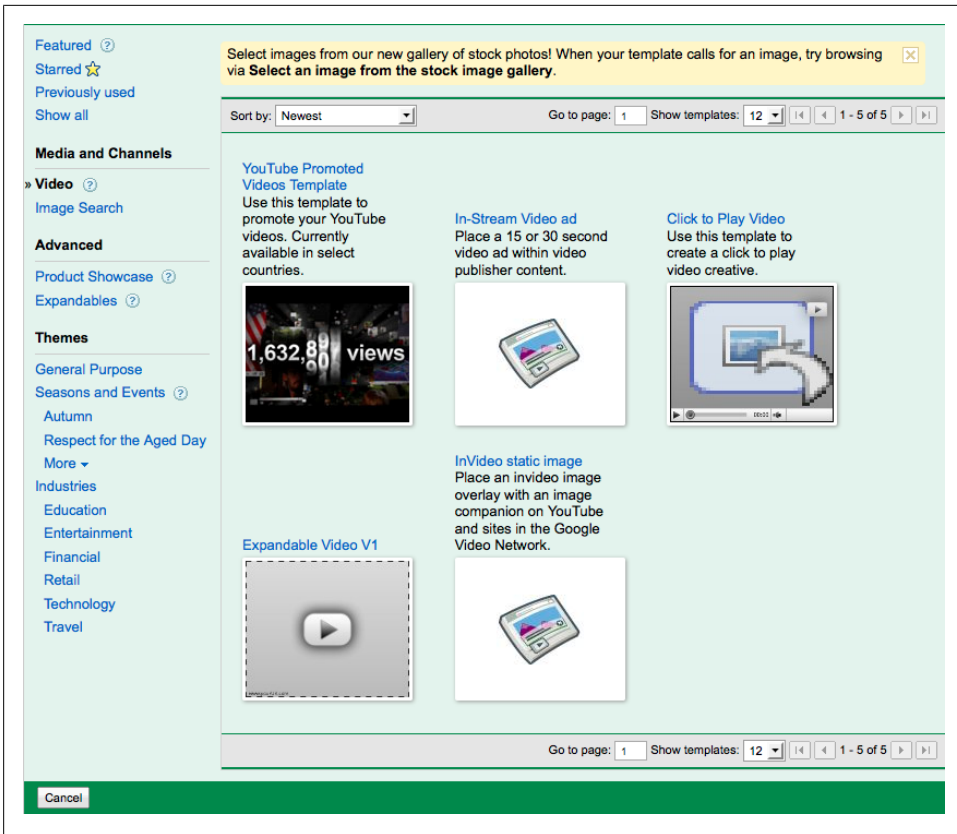 Featured ?
Starred
Previously used
Show all
Media and Channels
» Video ?
Image Search
Advanced
Product Showcase ?
Expandables ?
Themes
General Purpose
Seasons and Events ?
Autumn
Respect for the Aged Day
More
Industries
Education
Entertainment
Financial
Retail
Technology
Travel
Select images from our new gallery of stock photos! When your template calls for an image, try browsing
via Select an image from the stock image gallery.
Sort by: Newest Go to page: 1 Show templates: 12 1 - 5 of 5
YouTube Promoted
Videos Template
Use this template to
promote your YouTube
videos. Currently
available in select
countries.
1,632, views
In-Stream Video ad
Place a 15 or 30 second
video ad within video
publisher content.
Click to Play Video
Use this template to
create a click to play
video creative.
00:00
Expandable Video V1
InVideo static image
Place an invideo image
overlay with an image
companion on YouTube
and sites in the Google
Video Network.
Go to page: 1 Show templates: 12 1 - 5 of 5
Cancel